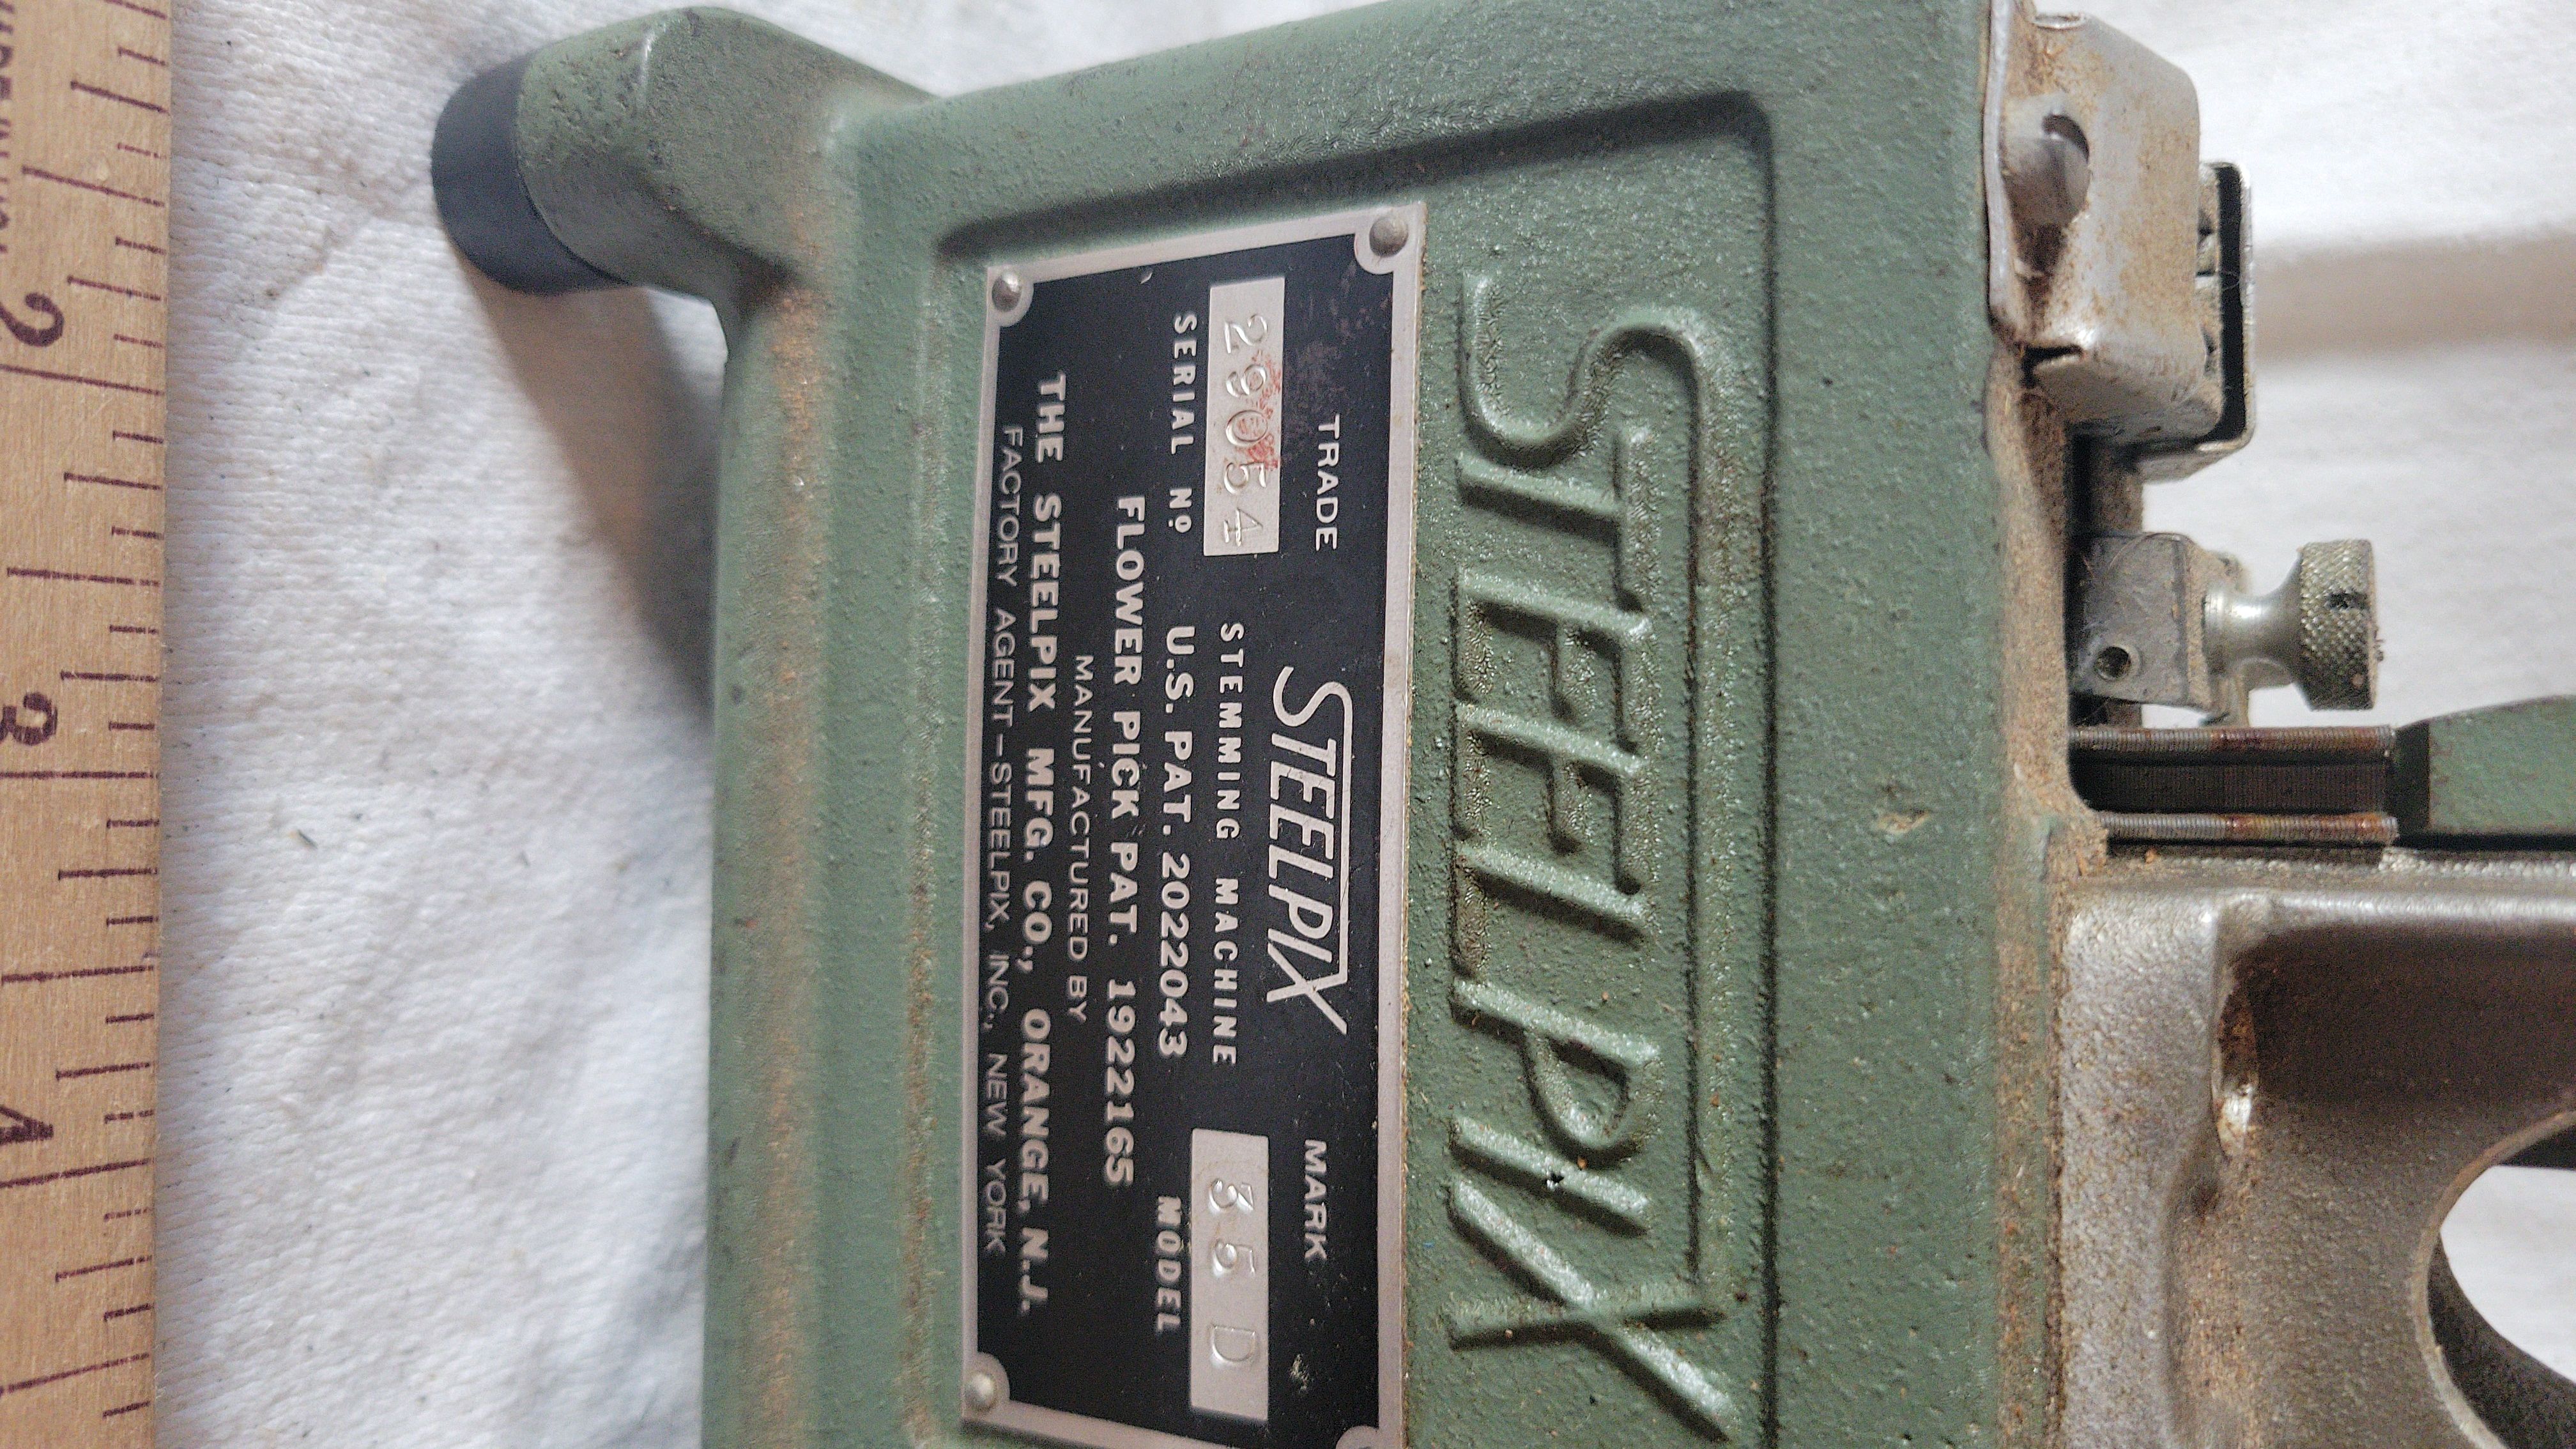 STEELPIX
TRADE STEELPIX MARK
29054 STEMMING MACHINE 35 D
SERIAL Nº U.S. PAT. 2022043 MODEL
FLOWER PICK PAT. 1922165
MANUFACTURED BY
THE STEELPIX MFG. CO., ORANGE, N.J.
FACTORY AGENT-STEELPIX, INC., NEW YORK
2 3 4